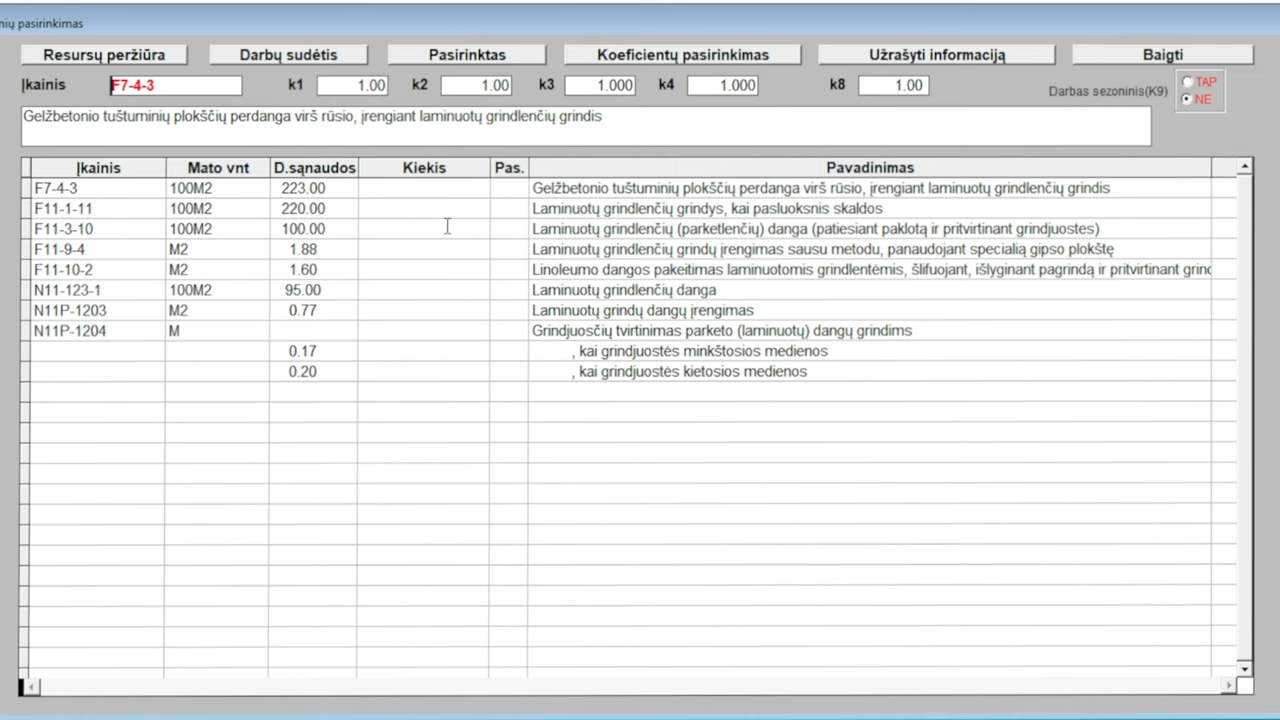 nių pasirinkimas
Resursų peržiūra Darbų sudėtis Pasirinktas Koeficientų pasirinkimas Užrašyti informaciją Baigti
Įkainis F7-4-3 k1 1.00 k2 1.00 k3 1.000 k4 1.000 k8 1.00 Darbas sezoninis(K9) TAP
NE
Gelžbetonio tuštuminių plokščių perdanga virš rūsio, įrengiant laminuotų grindlenčių grindis
Įkainis Mato vnt D.sąnaudos Kiekis Pas. Pavadinimas
F7-4-3 100M2 223.00 Gelžbetonio tuštuminių plokščių perdanga virš rūsio, įrengiant laminuotų grindlenčių grindis
F11-1-11 100M2 220.00 Laminuotų grindlenčių grindys, kai pasluoksnis skaldos
F11-3-10 100M2 100.00 Laminuotų grindlenčių (parketlenčių) danga (patiesiant paklotą ir pritvirtinant grindjuostes)
F11-9-4 M2 1.88 Laminuotų grindlenčių grindų įrengimas sausu metodu, panaudojant specialią gipso plokštę
F11-10-2 M2 1.60 Linoleumo dangos pakeitimas laminuotomis grindlentėmis, šlifuojant, išlyginant pagrindą ir pritvirtinant grind
N11-123-1 100M2 95.00 Laminuotų grindlenčių danga
N11P-1203 M2 0.77 Laminuotų grindų dangų įrengimas
N11P-1204 M Grindjuosčių tvirtinimas parketo (laminuotų) dangų grindims
0.17 , kai grindjuostės minkštosios medienos
0.20 , kai grindjuostės kietosios medienos